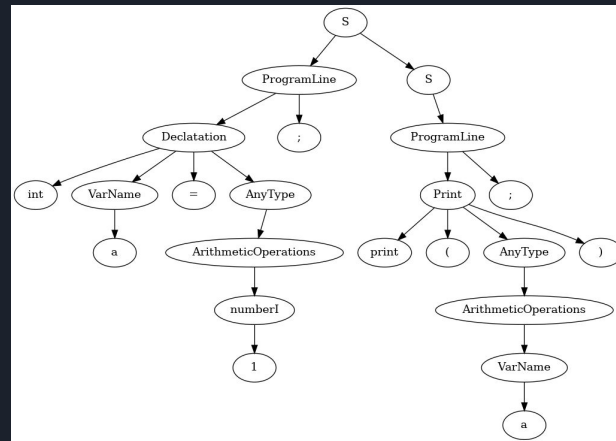 S
ProgramLine S
Declatation ; ProgramLine
int VarName = AnyType Print ;
a ArithmeticOperations print ( AnyType )
numberI ArithmeticOperations
1 VarName
a